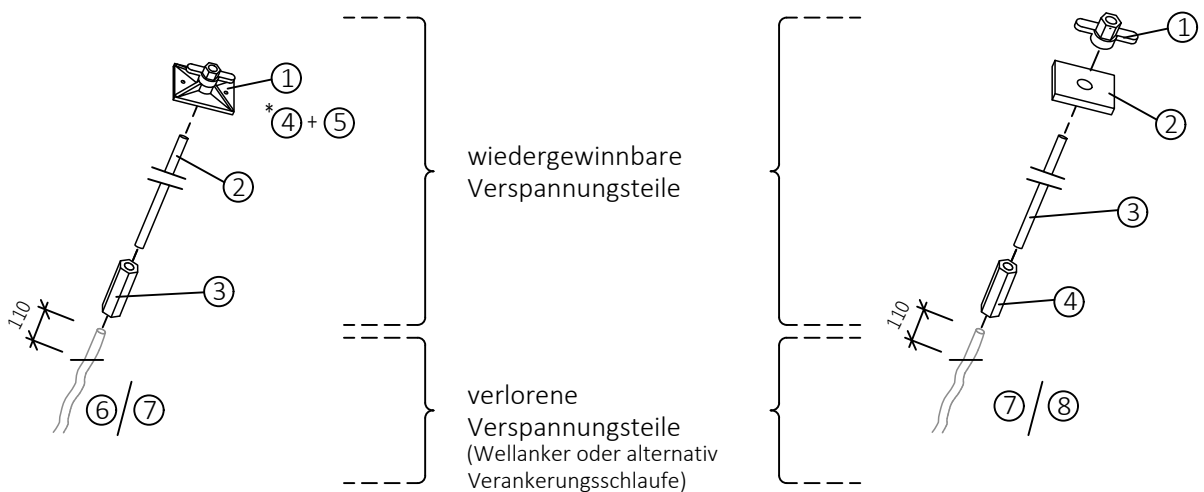 1
*4 + 5
2
3
110
6/7
wiedergewinnbare
Verspannungsteile
verlorene
Verspannungsteile
(Wellanker oder alternativ
Verankerungsschlaufe)
1
2
3
4
110
7/8